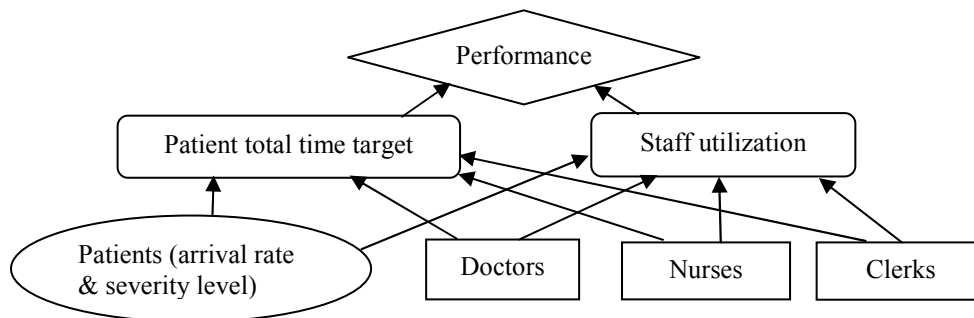 Performance
Patient total time target
Staff utilization
Patients (arrival rate
& severity level)
Doctors
Nurses
Clerks